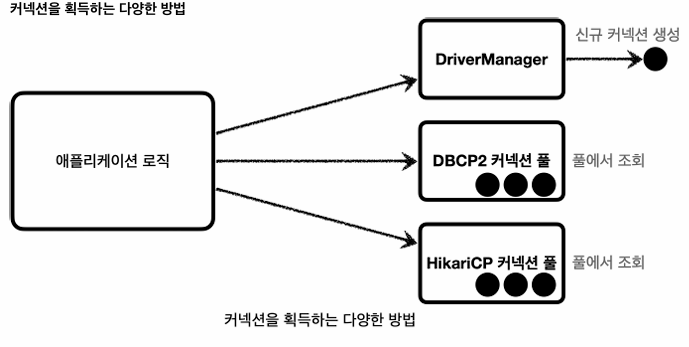 커넥션을 획득하는 다양한 방법
신규 커넥션 생성
DriverManager
애플리케이션 로직
DBCP2 커넥션 풀
풀에서 조회
HikariCP 커넥션 풀
풀에서 조회
커넥션을 획득하는 다양한 방법